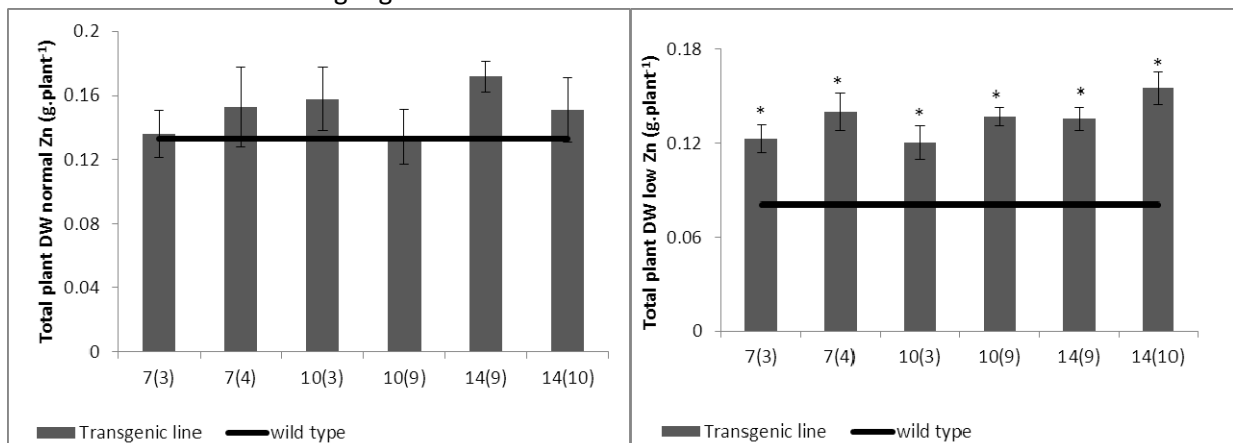 Total plant DW normal Zn (g.plant⁻¹)
0.2
0.16
0.12
0.08
0.04
0
7(3) 7(4) 10(3) 10(9) 14(9) 14(10)
Transgenic line wild type
Total plant DW low Zn (g.plant⁻¹)
0.18
0.12
0.06
0
* * * * * *
7(3) 7(4) 10(3) 10(9) 14(9) 14(10)
Transgenic line wild type